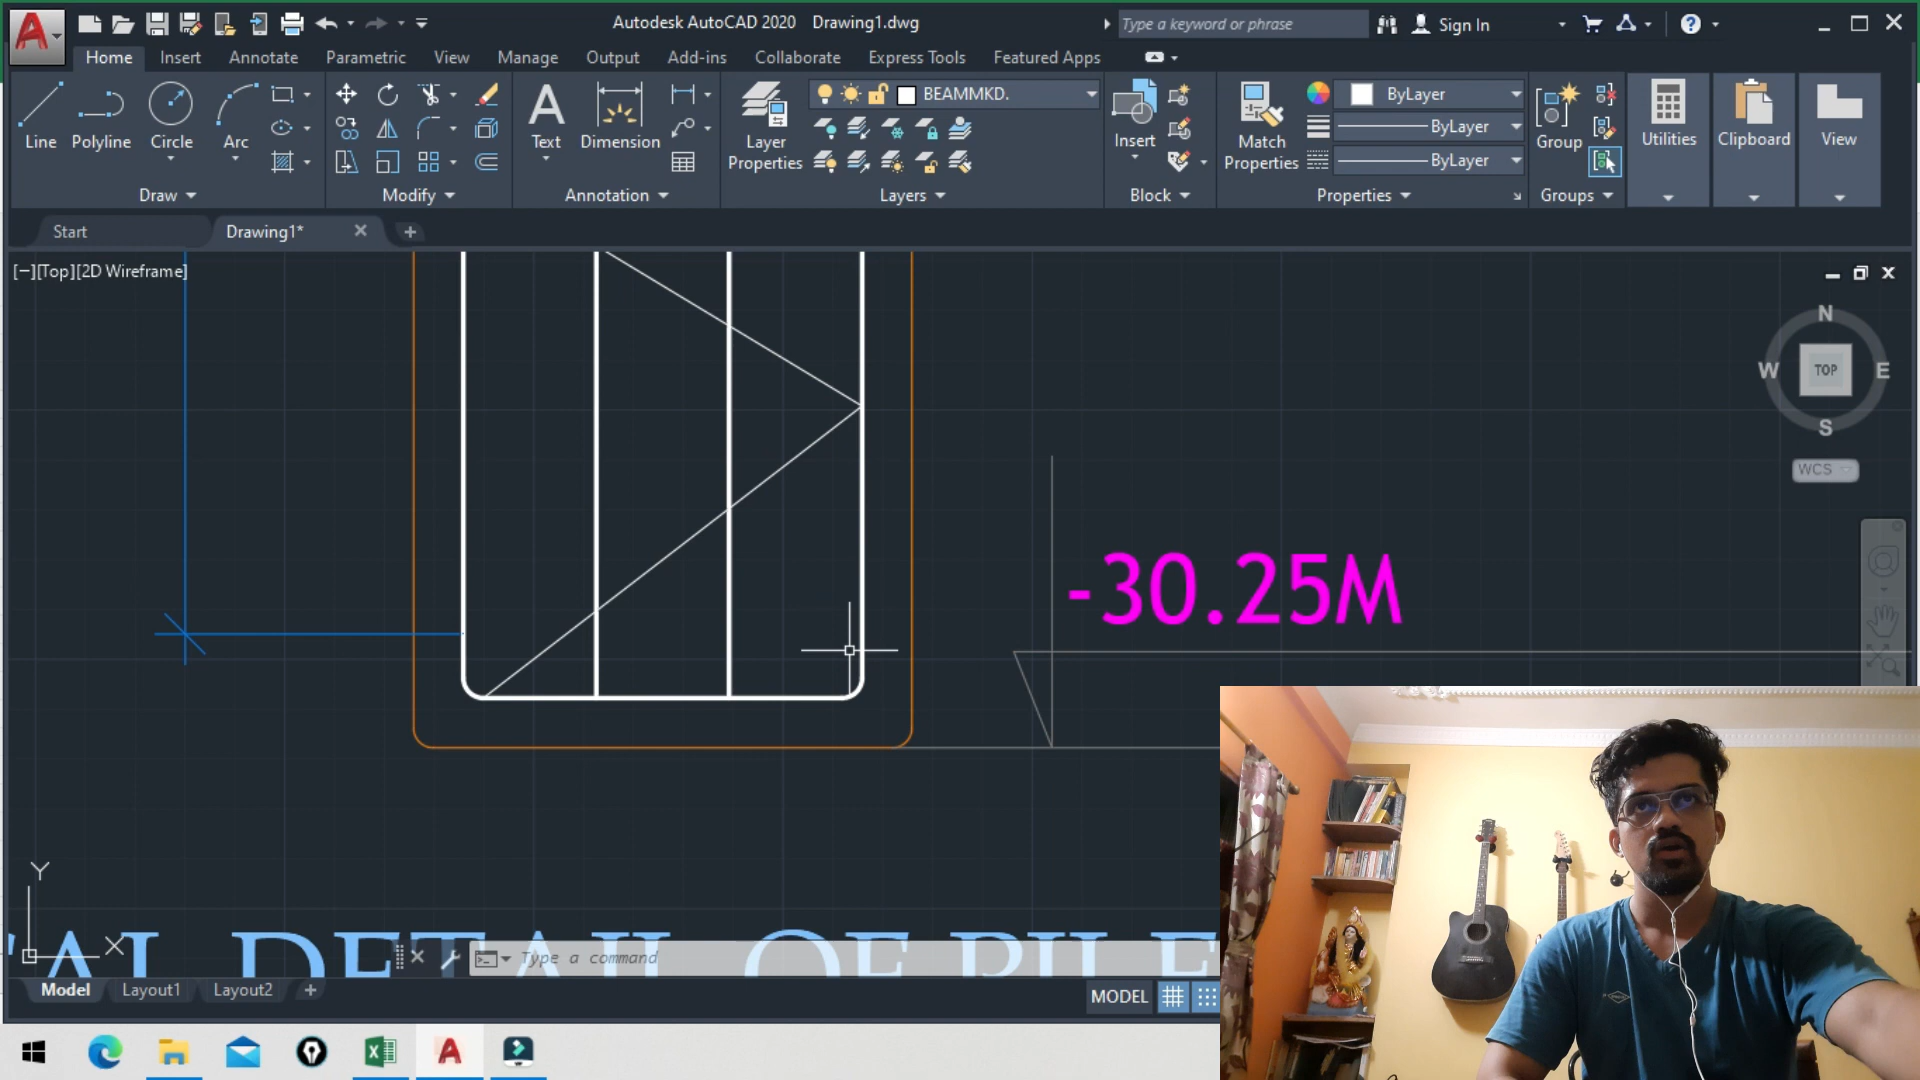 Autodesk AutoCAD 2020 Drawing1.dwg
Type a keyword or phrase
Sign In
Home Insert Annotate Parametric View Manage Output Add-ins Collaborate Express Tools Featured Apps
Line Polyline Circle Arc
Draw
Modify
Text Dimension
Annotation
Layer Properties
BEAMMKD.
Layers
Insert
Block
Match Properties
ByLayer
ByLayer
ByLayer
Properties
Group
Groups
Utilities
Clipboard
View
Start Drawing1*
[−][Top][2D Wireframe]
N
W TOP E
S
WCS
-30.25M
Y
X
DETAIL OF PILE
Type a command
Model Layout1 Layout2
MODEL